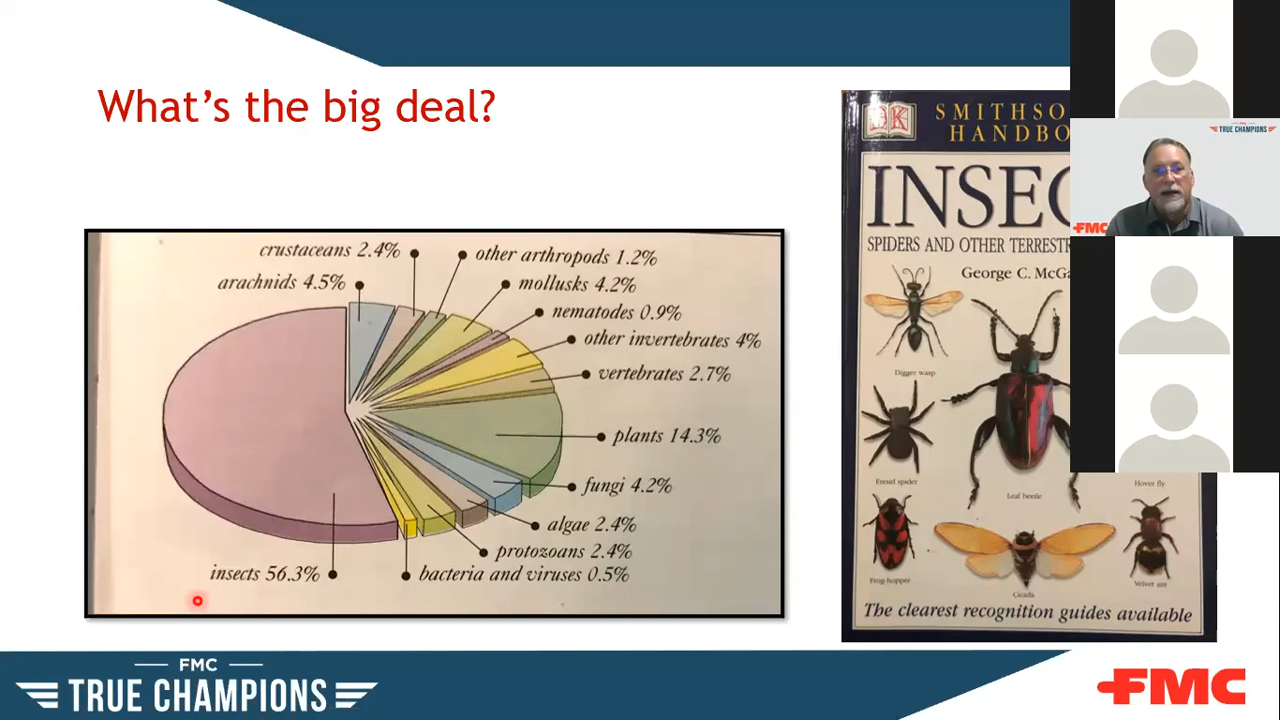 What's the big deal?
crustaceans 2.4%
other arthropods 1.2%
arachnids 4.5%
mollusks 4.2%
nematodes 0.9%
other invertebrates 4%
vertebrates 2.7%
plants 14.3%
fungi 4.2%
algae 2.4%
protozoans 2.4%
insects 56.3%
bacteria and viruses 0.5%
DK
SMITHSO
HANDBO
INSEC
SPIDERS AND OTHER TERRESTR
George C. McGa
Digger wasp
Eresid spider
Leaf beetle
Hover fly
Frog-hopper
Cicada
Velvet ant
The clearest recognition guides available
TRUE CHAMPIONS
FMC
FMC
TRUE CHAMPIONS
FMC